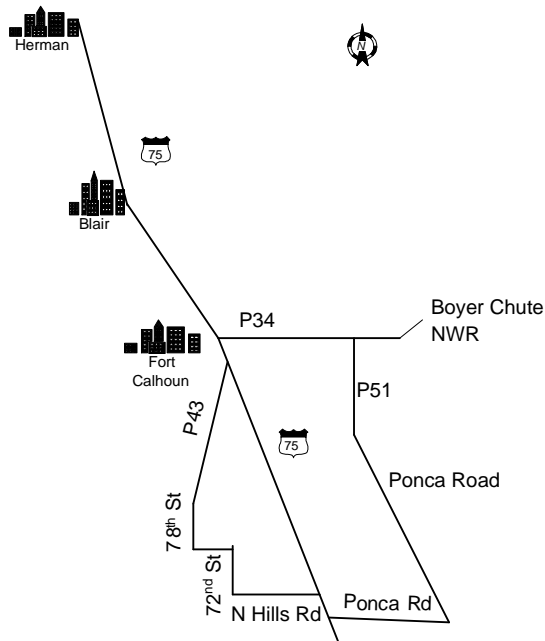 Herman
N
75
Blair
P34
Boyer Chute
NWR
Fort
Calhoun
P51
P43
75
Ponca Road
78th St
72nd St
N Hills Rd
Ponca Rd